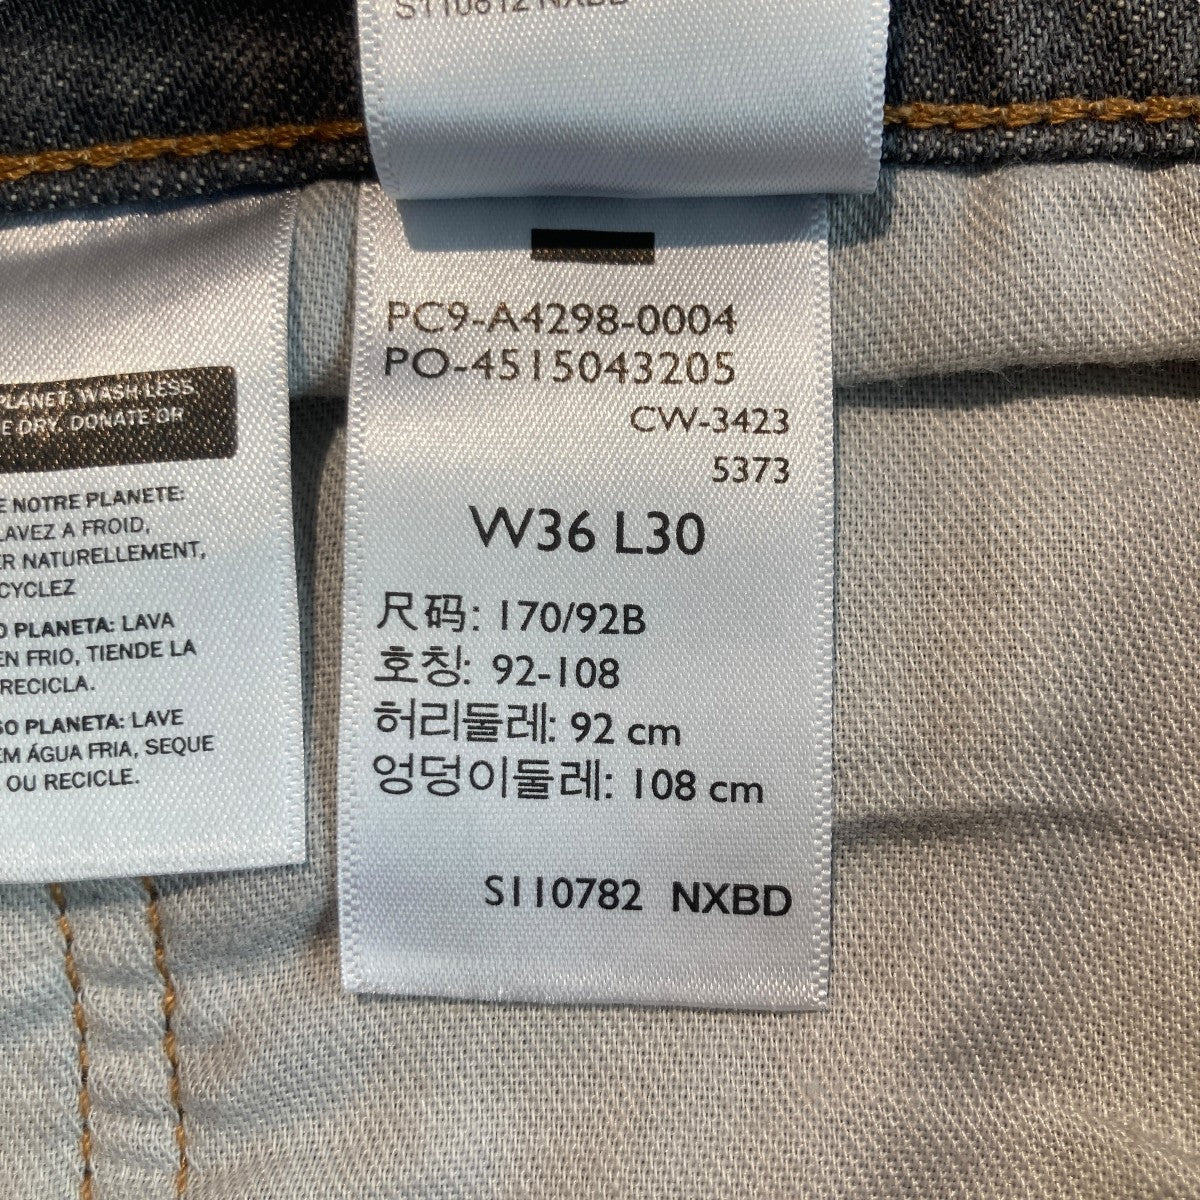 S110812 NXBD
PC9-A4298-0004
PO-4515043205
CW-3423
5373
W36 L30
尺码: 170/92B
호칭: 92-108
허리둘레: 92 cm
엉덩이둘레: 108 cm
S110782 NXBD
PLANET: WASH LESS
E DRY, DONATE OR
E NOTRE PLANETE:
LAVEZ A FROID,
ER NATURELLEMENT,
CYCLEZ
O PLANETA: LAVA
EN FRIO, TIENDE LA
RECICLA.
SO PLANETA: LAVE
EM ÁGUA FRIA, SEQUE
OU RECICLE.